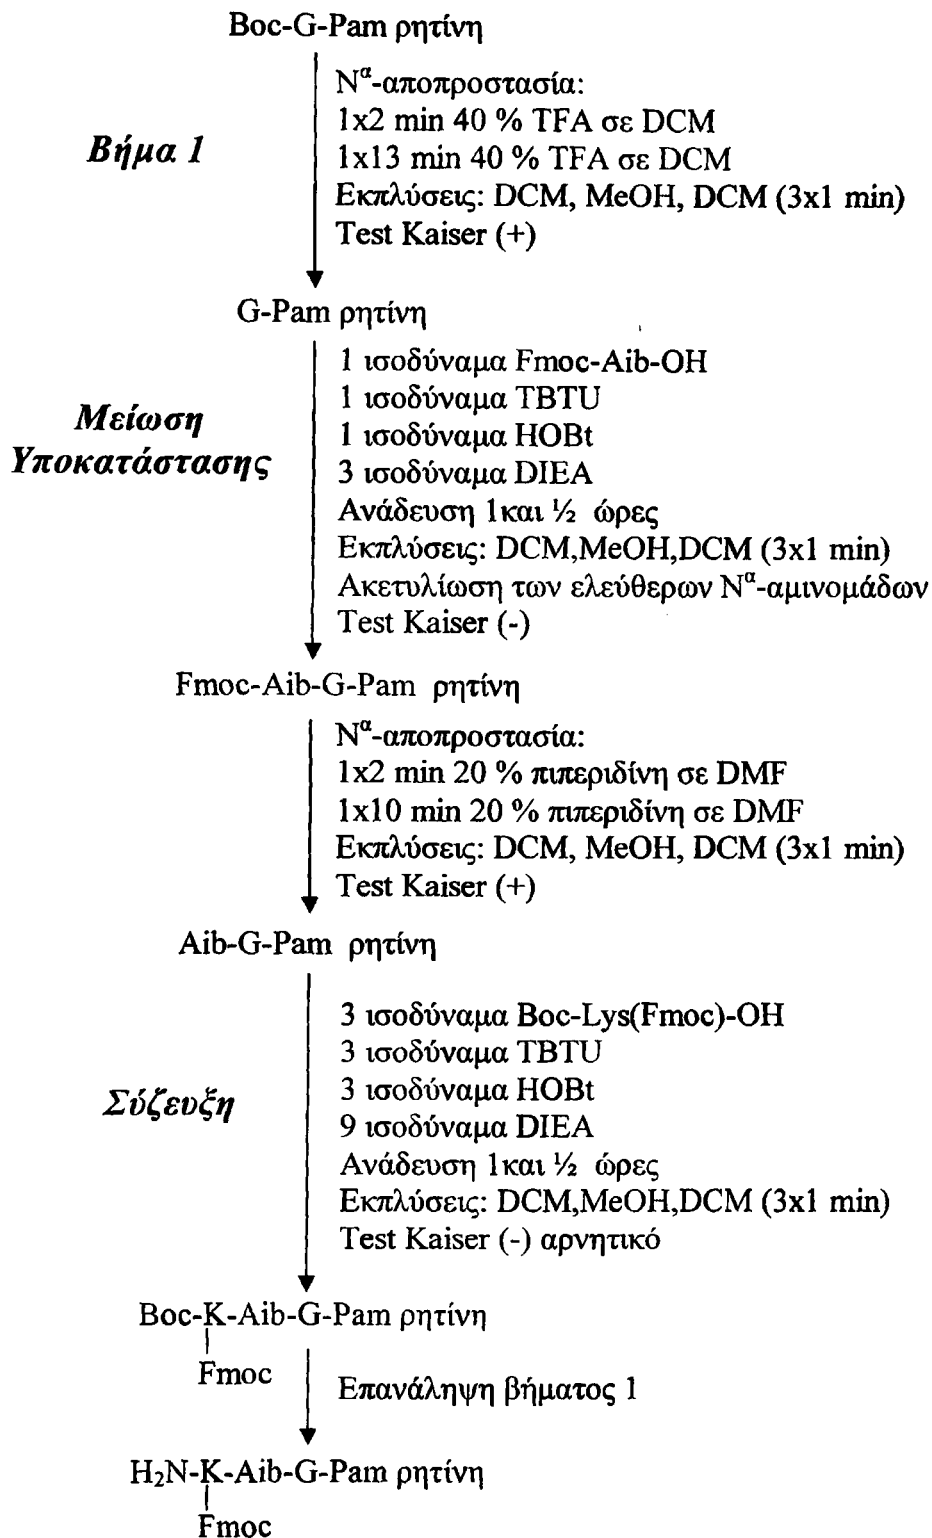 Boc-G-Pam ρητίνη
Nα-αποπροστασία:
1x2 min 40 % TFA σε DCM
Βήμα 1
1x13 min 40 % TFA σε DCM
Εκπλύσεις: DCM, MeOH, DCM (3x1 min)
Test Kaiser (+)
G-Pam ρητίνη
1 ισοδύναμα Fmoc-Aib-OH
1 ισοδύναμα TBTU
Μείωση
Υποκατάστασης
1 ισοδύναμα HOBt
3 ισοδύναμα DIEA
Ανάδευση 1και ½ ώρες
Εκπλύσεις: DCM,MeOH,DCM (3x1 min)
Ακετυλίωση των ελεύθερων Nα-αμινομάδων
Test Kaiser (-)
Fmoc-Aib-G-Pam ρητίνη
Nα-αποπροστασία:
1x2 min 20 % πιπεριδίνη σε DMF
1x10 min 20 % πιπεριδίνη σε DMF
Εκπλύσεις: DCM, MeOH, DCM (3x1 min)
Test Kaiser (+)
Aib-G-Pam ρητίνη
3 ισοδύναμα Boc-Lys(Fmoc)-OH
3 ισοδύναμα TBTU
Σύζευξη
3 ισοδύναμα HOBt
9 ισοδύναμα DIEA
Ανάδευση 1και ½ ώρες
Εκπλύσεις: DCM,MeOH,DCM (3x1 min)
Test Kaiser (-) αρνητικό
Boc-K-Aib-G-Pam ρητίνη
Fmoc
Επανάληψη βήματος 1
H₂N-K-Aib-G-Pam ρητίνη
Fmoc